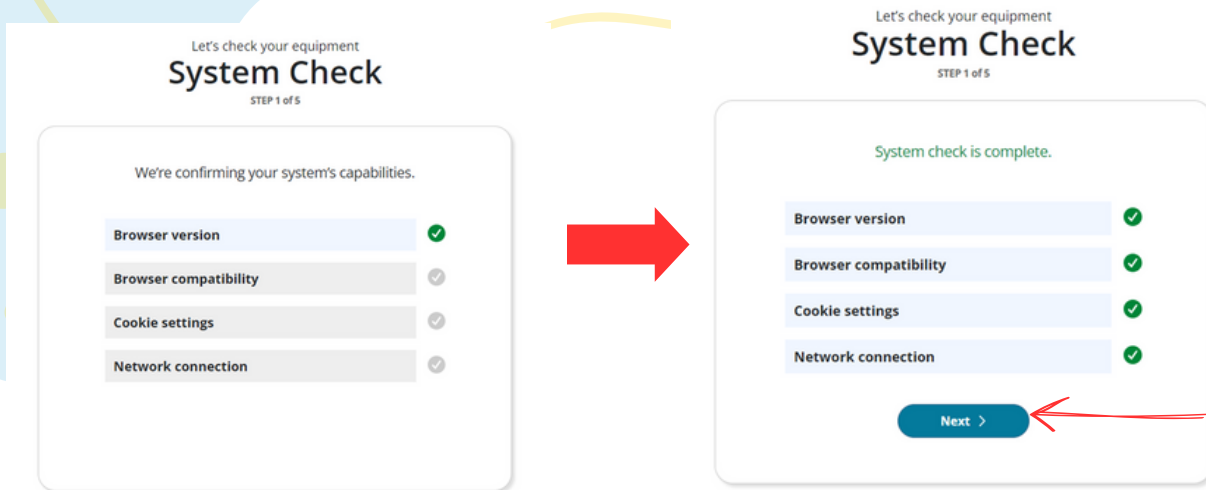 Let's check your equipment
System Check
STEP 1 of 5
We're confirming your system's capabilities.
Browser version
Browser compatibility
Cookie settings
Network connection
Let's check your equipment
System Check
STEP 1 of 5
System check is complete.
Browser version
Browser compatibility
Cookie settings
Network connection
Next >